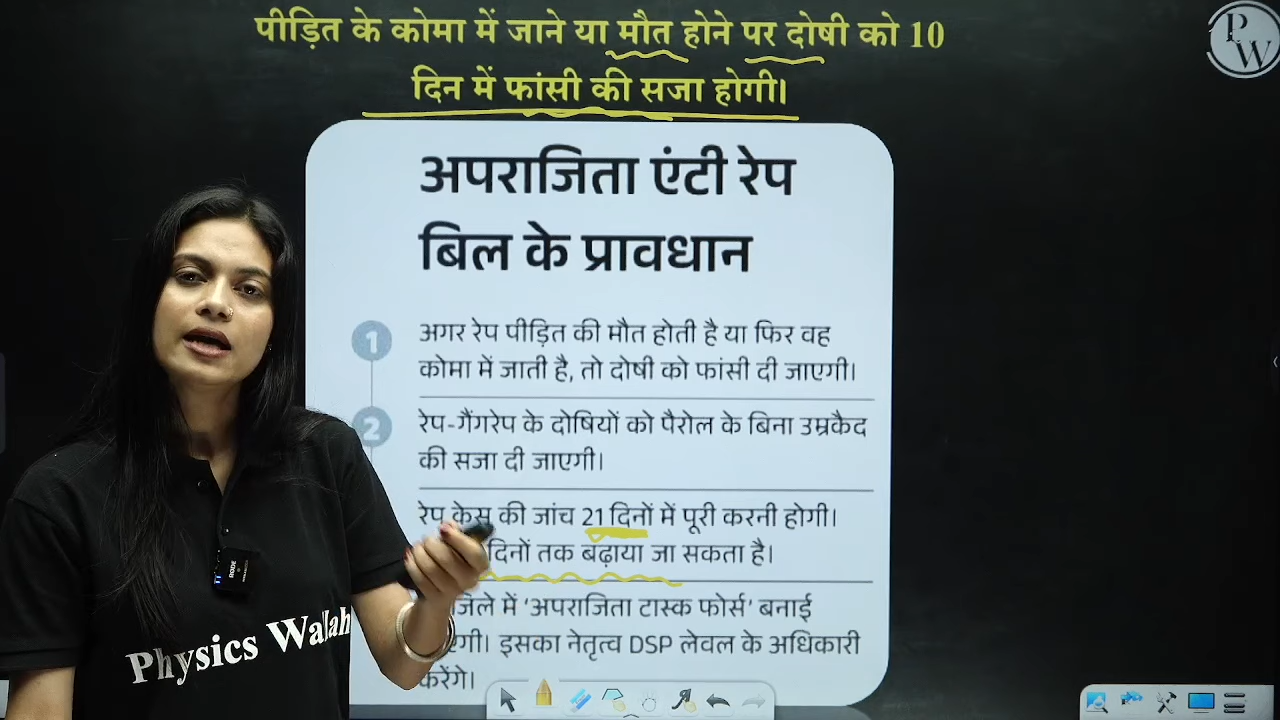 पीड़ित के कोमा में जाने या मौत होने पर दोषी को 10
दिन में फांसी की सजा होगी।
PW
अपराजिता एंटी रेप
बिल के प्रावधान
1
अगर रेप पीड़ित की मौत होती है या फिर वह
कोमा में जाती है, तो दोषी को फांसी दी जाएगी।
2
रेप-गैंगरेप के दोषियों को पैरोल के बिना उम्रकैद
की सजा दी जाएगी।
रेप केस की जांच 21 दिनों में पूरी करनी होगी।
दिनों तक बढ़ाया जा सकता है।
जिले में ‘अपराजिता टास्क फोर्स’ बनाई
इसका नेतृत्व DSP लेवल के अधिकारी
करेंगे।
Physics Wallah